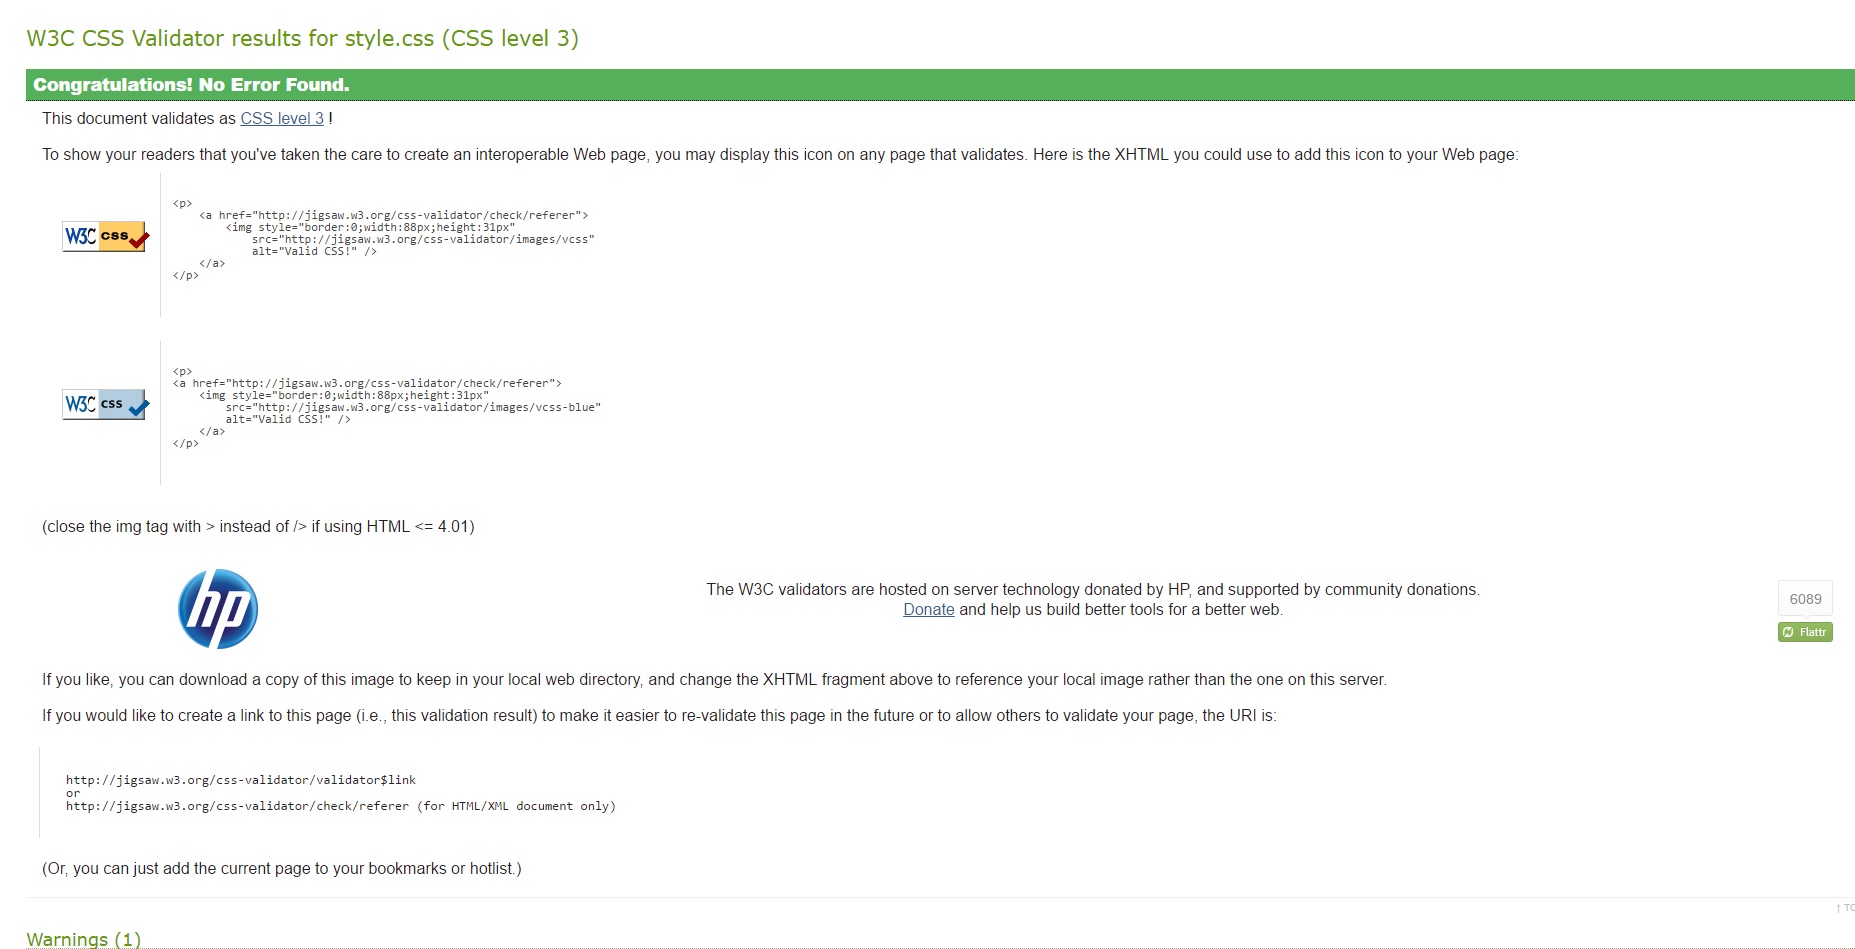 W3C CSS Validator results for style.css (CSS level 3)
Congratulations! No Error Found.
This document validates as CSS level 3 !
To show your readers that you've taken the care to create an interoperable Web page, you may display this icon on any page that validates. Here is the XHTML you could use to add this icon to your Web page:
W3C css
<p>
<a href="http://jigsaw.w3.org/css-validator/check/referer">
<img style="border:0;width:88px;height:31px"
src="http://jigsaw.w3.org/css-validator/images/vcss"
alt="Valid CSS!" />
</a>
</p>
W3C css
<p>
<a href="http://jigsaw.w3.org/css-validator/check/referer">
<img style="border:0;width:88px;height:31px"
src="http://jigsaw.w3.org/css-validator/images/vcss-blue"
alt="Valid CSS!" />
</a>
</p>
(close the img tag with > instead of /> if using HTML <= 4.01)
hp
The W3C validators are hosted on server technology donated by HP, and supported by community donations.
Donate and help us build better tools for a better web.
6089
Flattr
If you like, you can download a copy of this image to keep in your local web directory, and change the XHTML fragment above to reference your local image rather than the one on this server.
If you would like to create a link to this page (i.e., this validation result) to make it easier to re-validate this page in the future or to allow others to validate your page, the URI is:
http://jigsaw.w3.org/css-validator/validator$link
or
http://jigsaw.w3.org/css-validator/check/referer (for HTML/XML document only)
(Or, you can just add the current page to your bookmarks or hotlist.)
Warnings (1)